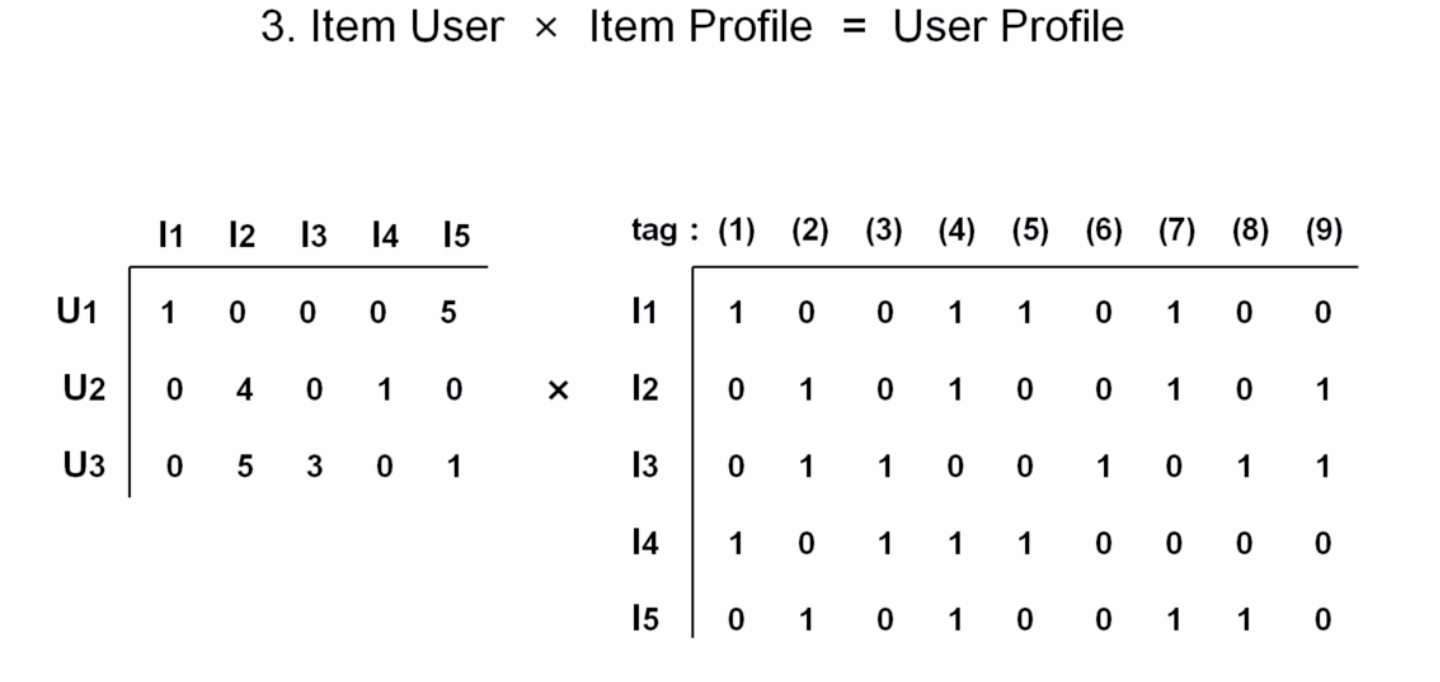 3. Item User × Item Profile = User Profile
I1 I2 I3 I4 I5 tag : (1) (2) (3) (4) (5) (6) (7) (8) (9)
U1 1 0 0 0 5 I1 1 0 0 1 1 0 1 0 0
U2 0 4 0 1 0 × I2 0 1 0 1 0 0 1 0 1
U3 0 5 3 0 1 I3 0 1 1 0 0 1 0 1 1
I4 1 0 1 1 1 0 0 0 0
I5 0 1 0 1 0 0 1 1 0